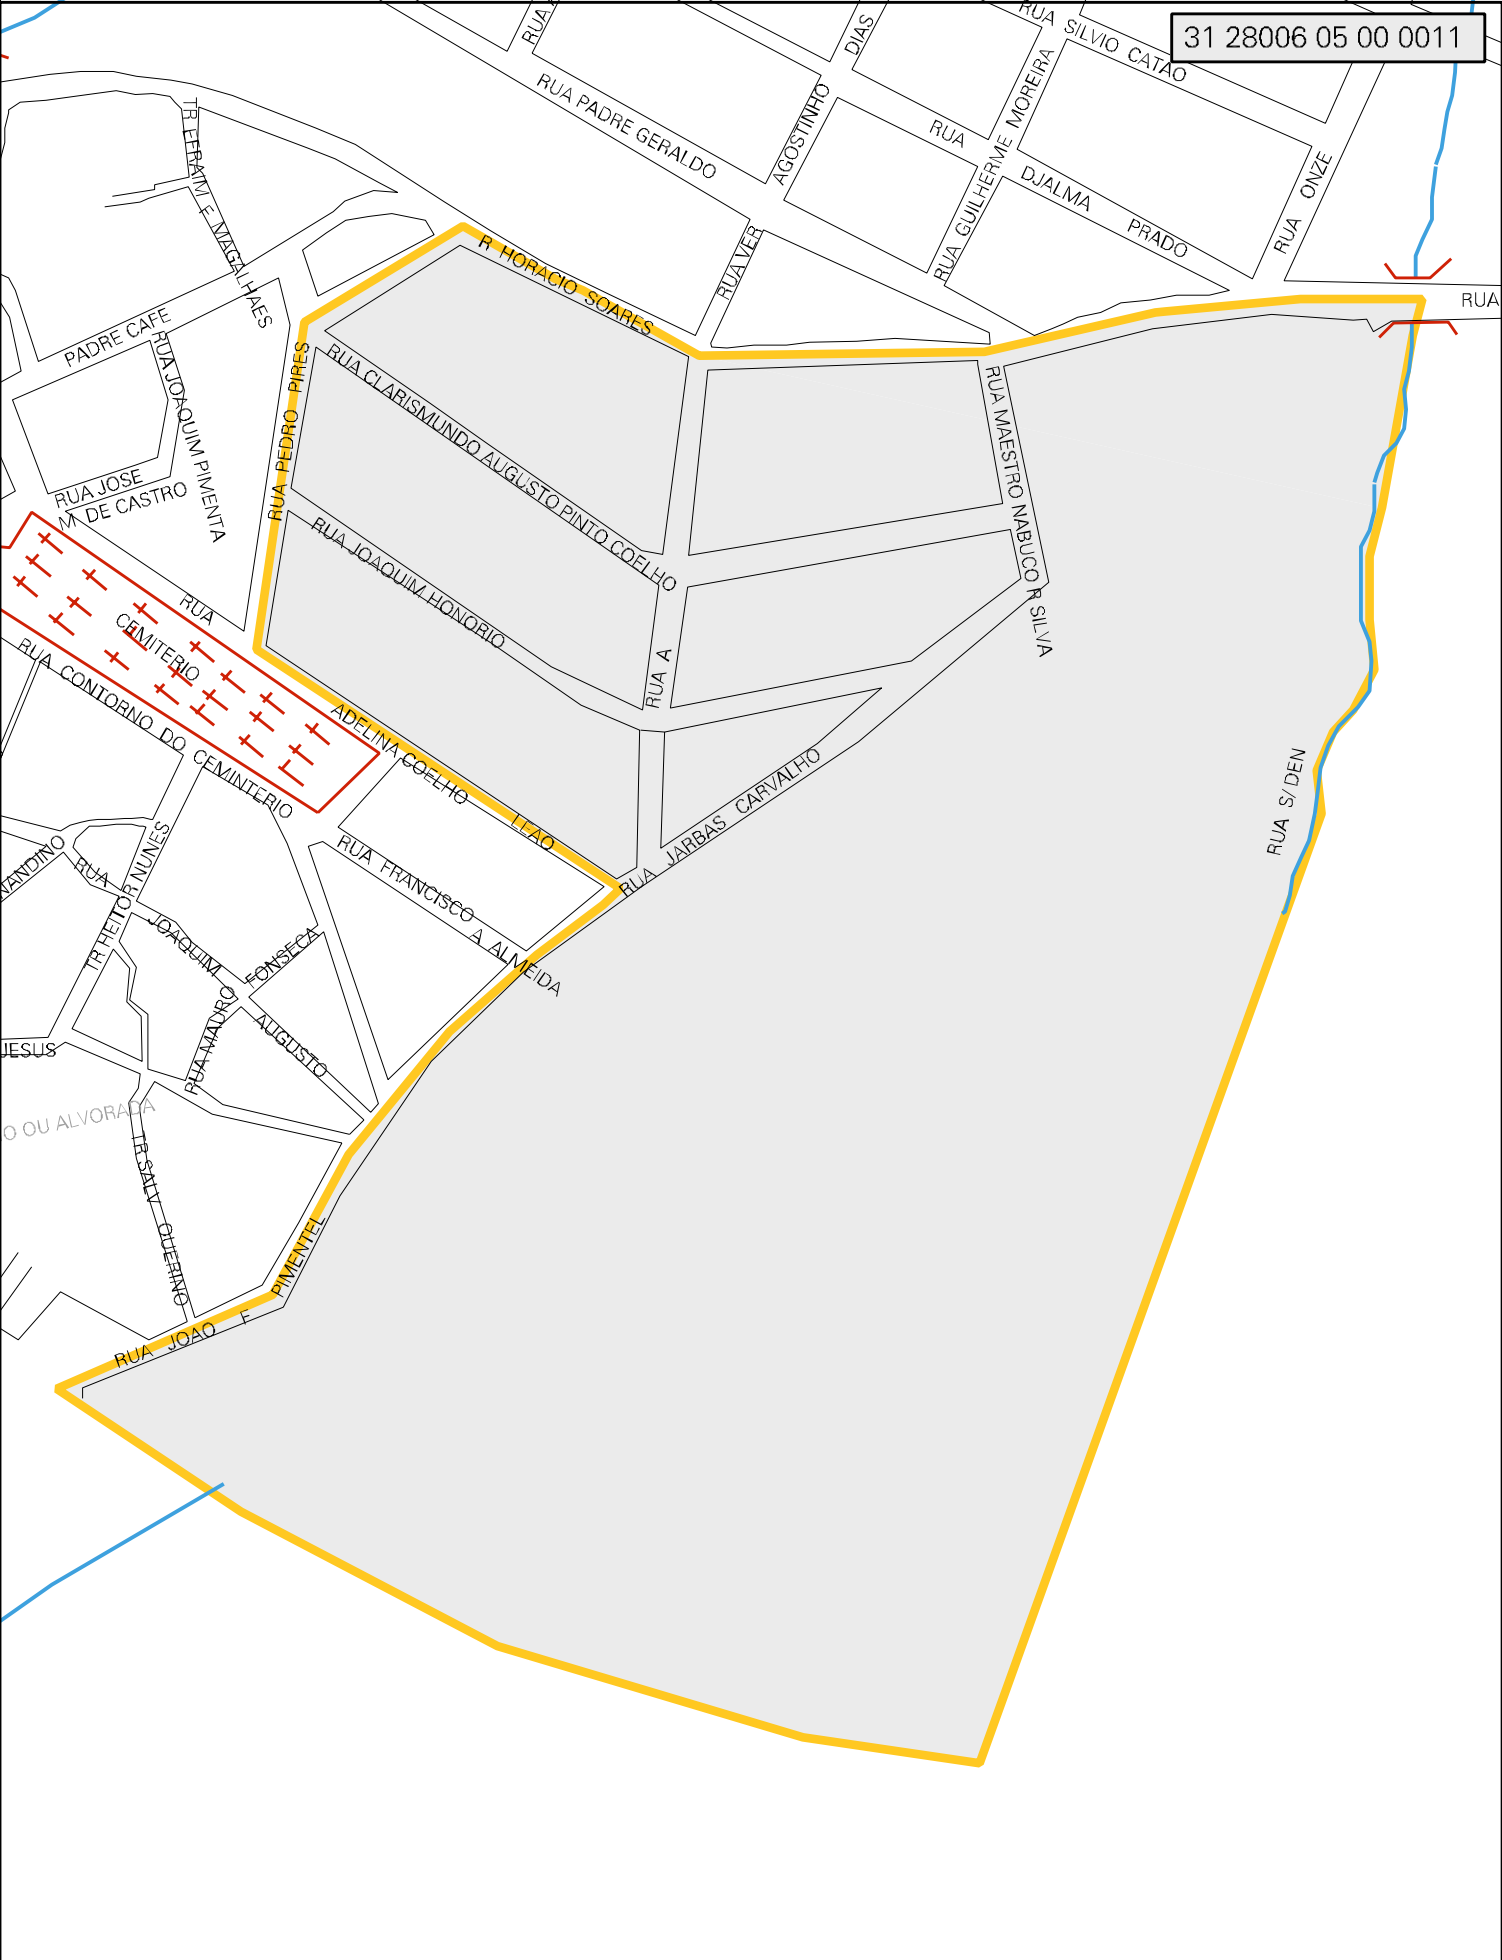 31 28006 05 00 0011
RUA SILVIO CATAO
DIAS
AGOSTINHO
RUA PADRE GERALDO
RUA GUILHERME MOREIRA
RUA DJALMA PRADO
RUA ONZE
RUA
TR EFRAIM F MAGALHAES
RUA VER
R HORACIO SOARES
PADRE CAFE
RUA JOAQUIM PIMENTA
RUA JOSE
M. DE CASTRO
RUA PEDRO PIRES
RUA CLARISMUNDO AUGUSTO PINTO COELHO
RUA MAESTRO NABUCO R SILVA
RUA JOAQUIM HONORIO
RUA A
RUA ADELINA COELHO LEAO
CEMITERIO
RUA CONTORNO DO CEMINTERIO
RUA JARBAS CARVALHO
RUA S/DEN
RUA FRANCISCO A ALMEIDA
NANDINO
TR HEITOR NUNES
RUA JOAQUIM AUGUSTO
RUA MADRO FONSECA
JESUS
O OU ALVORADA
TR SALV QUERINO
RUA JOAO F PIMENTEL